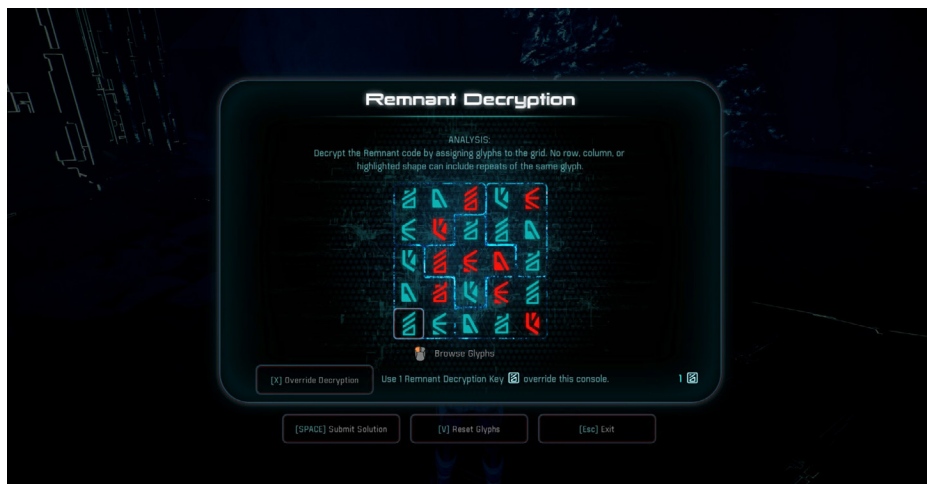 Remnant Decryption
ANALYSIS:
Decrypt the Remnant code by assigning glyphs to the grid. No row, column, or
highlighted shape can include repeats of the same glyph.
Browse Glyphs
[X] Override Decryption
Use 1 Remnant Decryption Key override this console.
1
[SPACE] Submit Solution
[V] Reset Glyphs
[Esc] Exit